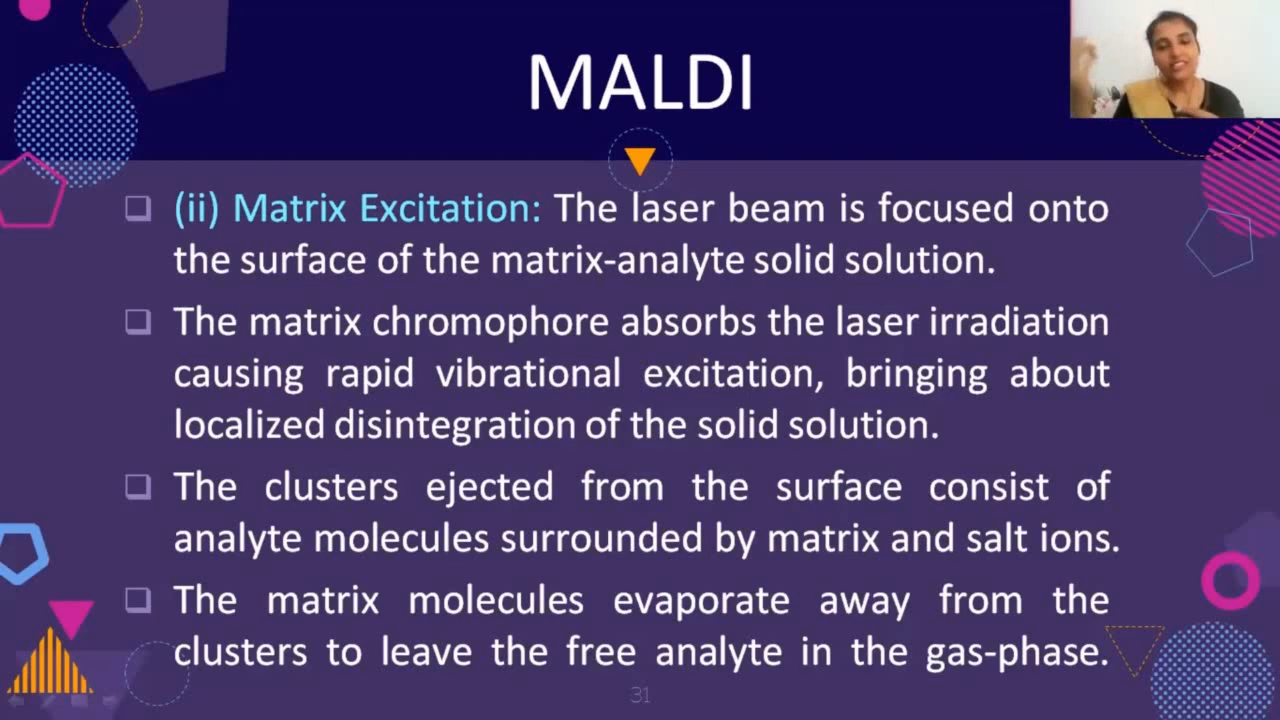 MALDI
(ii) Matrix Excitation: The laser beam is focused onto
the surface of the matrix-analyte solid solution.
The matrix chromophore absorbs the laser irradiation
causing rapid vibrational excitation, bringing about
localized disintegration of the solid solution.
The clusters ejected from the surface consist of
analyte molecules surrounded by matrix and salt ions.
The matrix molecules evaporate away from the
clusters to leave the free analyte in the gas-phase.
31